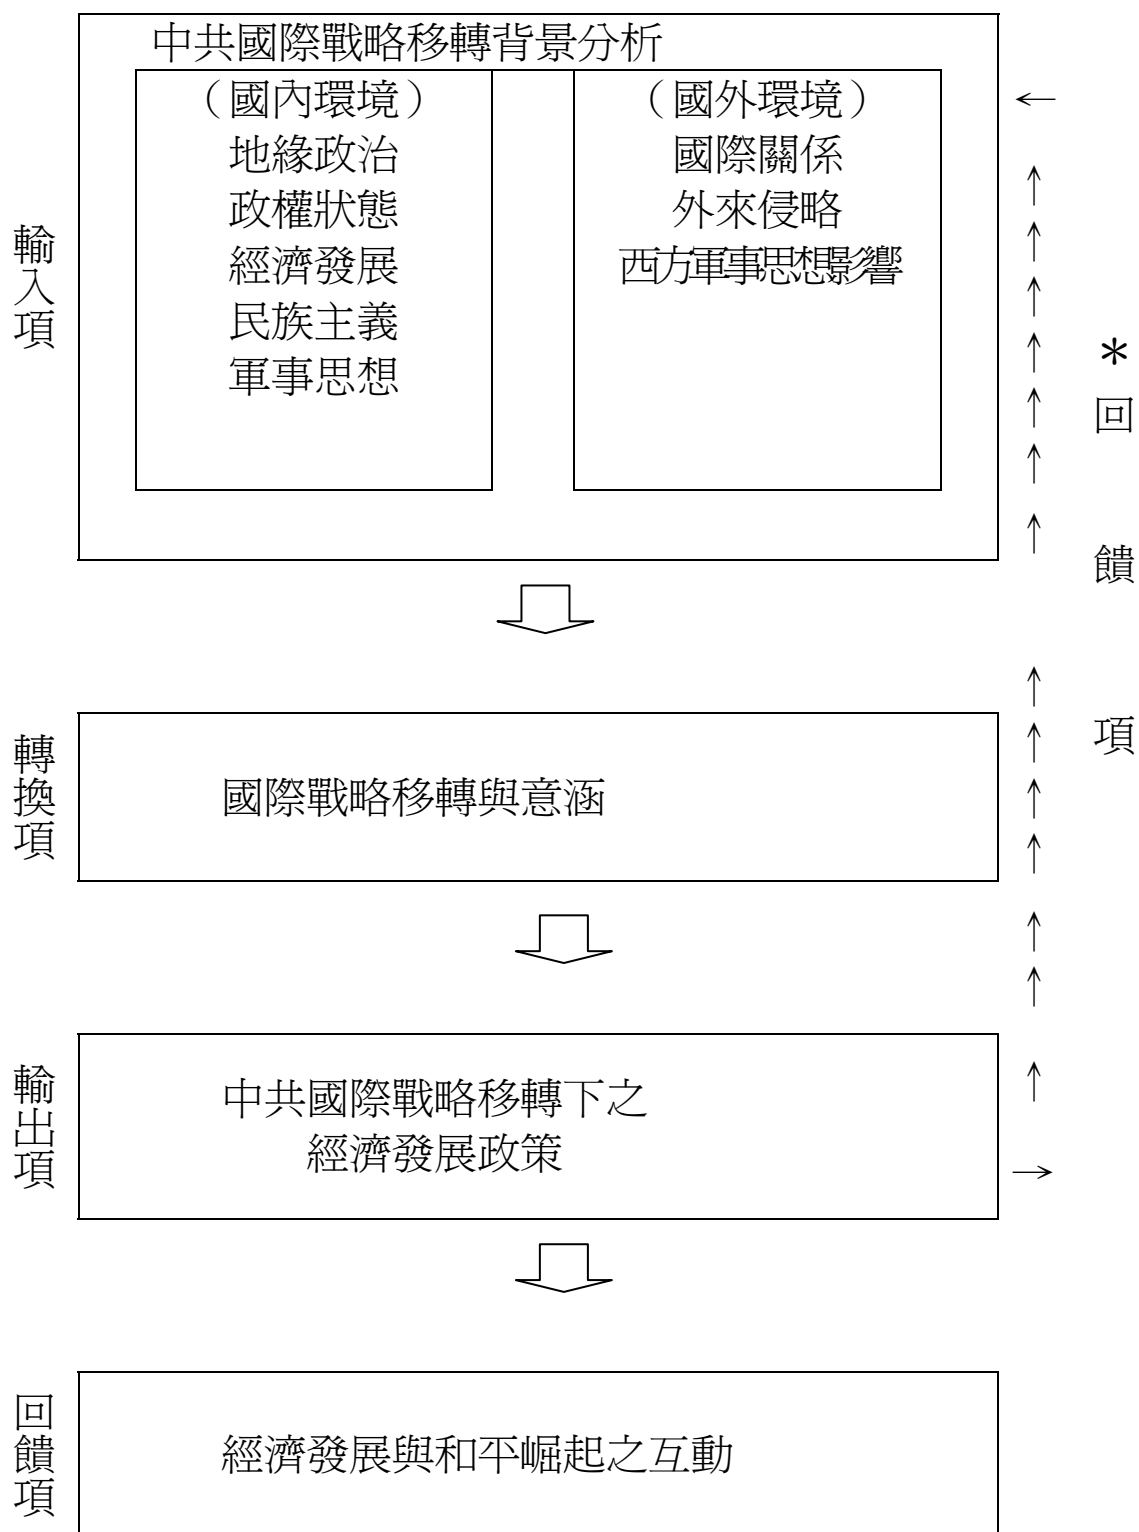 中共國際戰略移轉背景分析
（國內環境）
地緣政治
政權狀態
經濟發展
民族主義
軍事思想
（國外環境）
國際關係
外來侵略
西方軍事思想影響
輸入項
←
↑
↑
↑
↑
↑
↑
↑
＊回饋項
轉換項
國際戰略移轉與意涵
↑
↑
↑
↑
↑
↑
輸出項
中共國際戰略移轉下之
經濟發展政策
↑
→
回饋項
經濟發展與和平崛起之互動